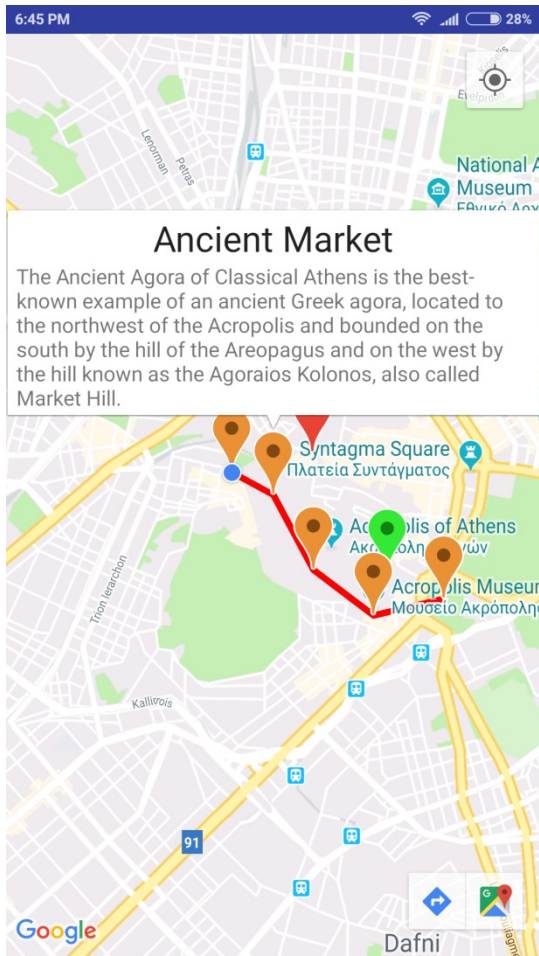 6:45 PM
28%
Evelpidon
Lenorman
Petras
National A
Museum
Εθνικό Αρχ
Ancient Market
The Ancient Agora of Classical Athens is the best-
known example of an ancient Greek agora, located to
the northwest of the Acropolis and bounded on the
south by the hill of the Areopagus and on the west by
the hill known as the Agoraios Kolonos, also called
Market Hill.
Syntagma Square
Πλατεία Συντάγματος
of Athens
Acropolis Museum
Μουσείο Ακρόπολης
Trion Ierarchon
Kallirois
91
G
Google
Dafni